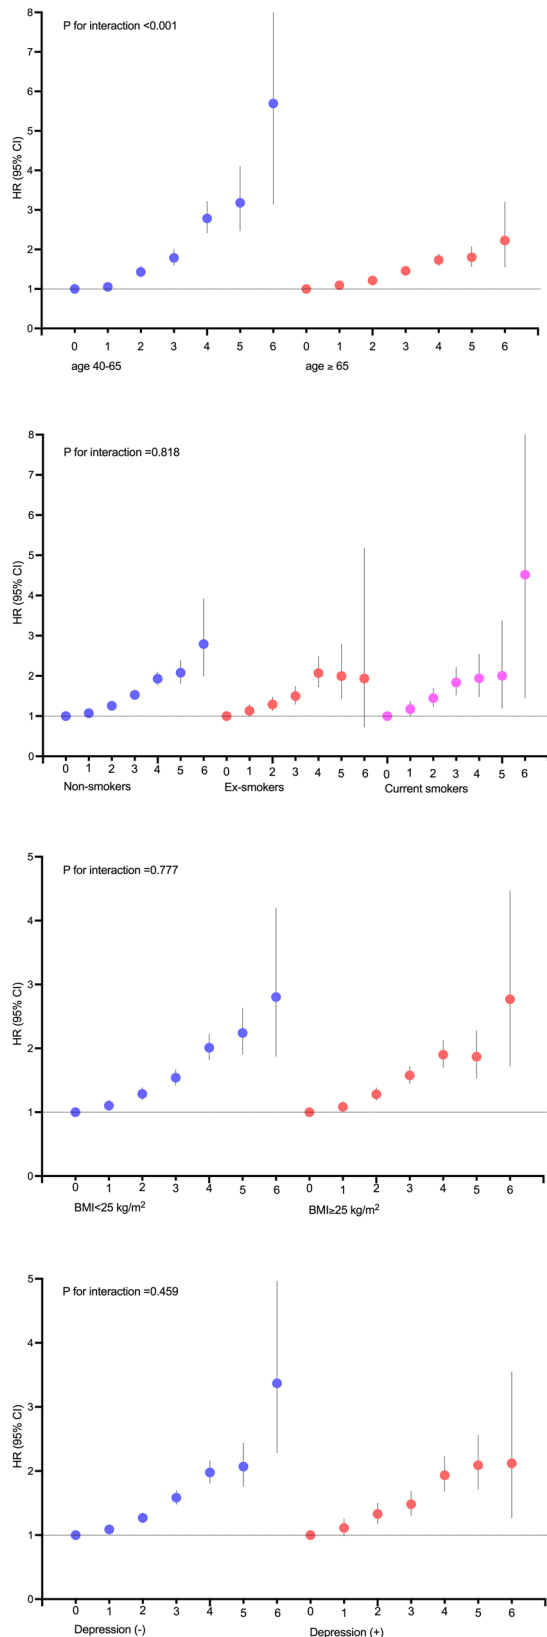 P for interaction <0.001
HR (95% CI)
8
7
6
5
4
3
2
1
0
0 1 2 3 4 5 6 0 1 2 3 4 5 6
age 40-65 age ≥ 65
P for interaction =0.818
HR (95% CI)
8
7
6
5
4
3
2
1
0
0 1 2 3 4 5 6 0 1 2 3 4 5 6 0 1 2 3 4 5 6
Non-smokers Ex-smokers Current smokers
P for interaction =0.777
HR (95% CI)
5
4
3
2
1
0
0 1 2 3 4 5 6 0 1 2 3 4 5 6
BMI<25 kg/m² BMI≥25 kg/m²
P for interaction =0.459
HR (95% CI)
5
4
3
2
1
0
0 1 2 3 4 5 6 0 1 2 3 4 5 6
Depression (-) Depression (+)